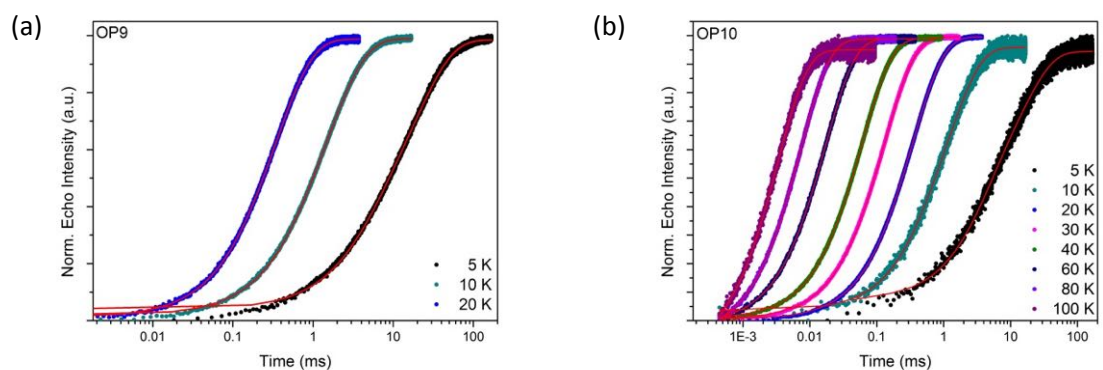 (a)
OP9
Norm. Echo Intensity (a.u.)
5 K
10 K
20 K
0.01 0.1 1 10 100
Time (ms)
(b)
OP10
Norm. Echo Intensity (a.u.)
5 K
10 K
20 K
30 K
40 K
60 K
80 K
100 K
1E-3 0.01 0.1 1 10 100
Time (ms)